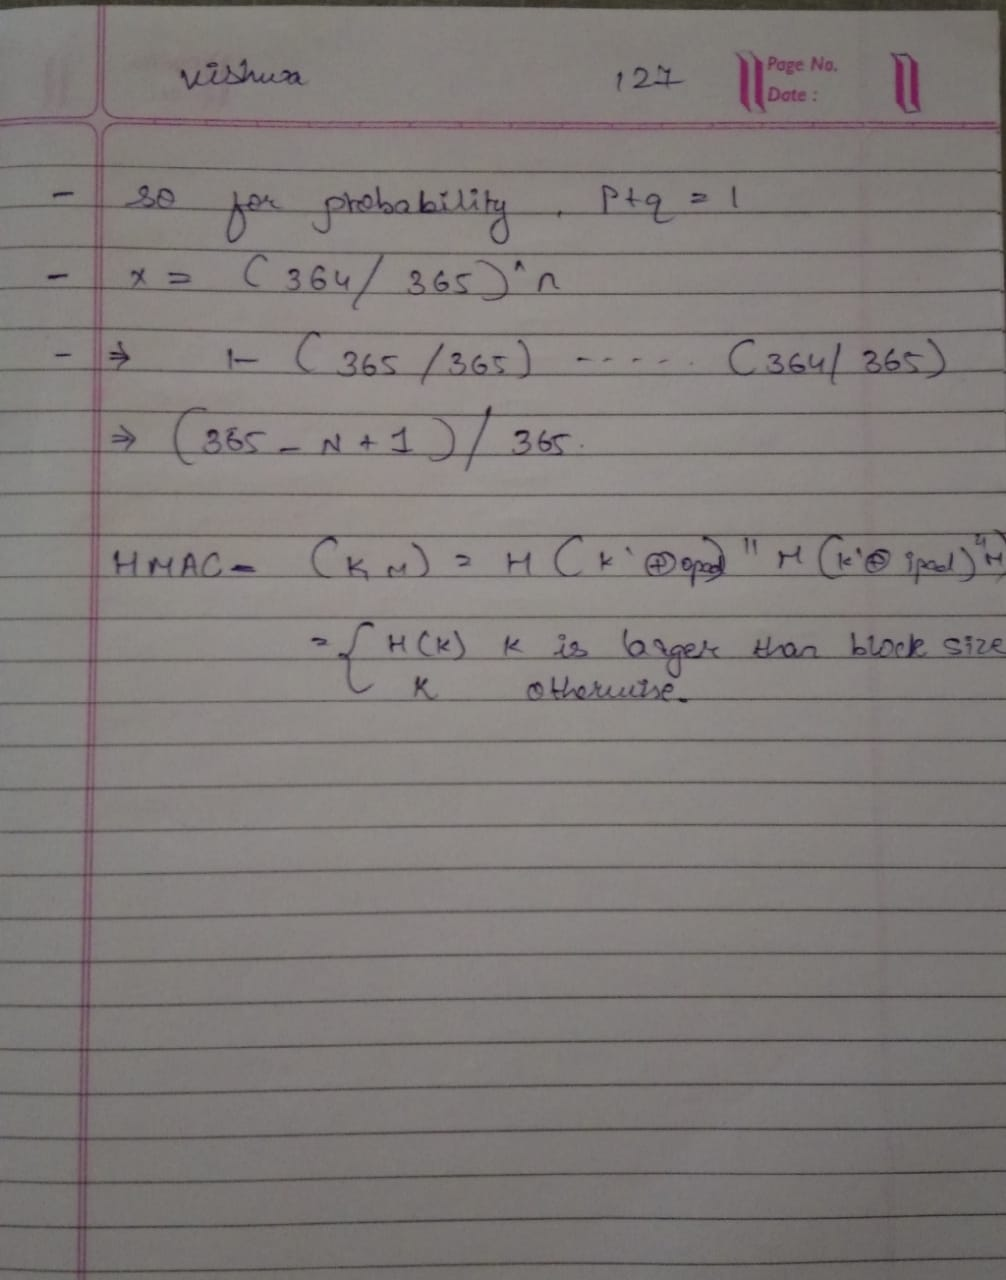 Vishwa 127 Page No.
Date :
- so for probability, P+q = 1
- x = (364/365)^n
- ⇒ 1- (365/365) ----- (364/365)
⇒ (365-N+1)/365.
HMAC- (K, M) = H (K'⊕opad) " H (K'⊕ ipad) " M)
= { H(K) K is larger than block size
K otherwise.